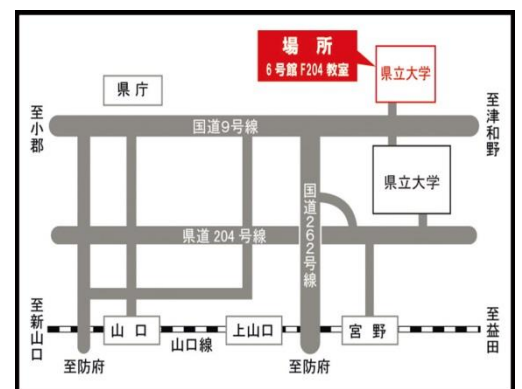 場所
6号館F204教室
県立大学
県庁
至小郡
国道9号線
至津和野
県立大学
国道262号線
県道204号線
至新山口
山口
山口線
上山口
宮野
至益田
至防府
至防府